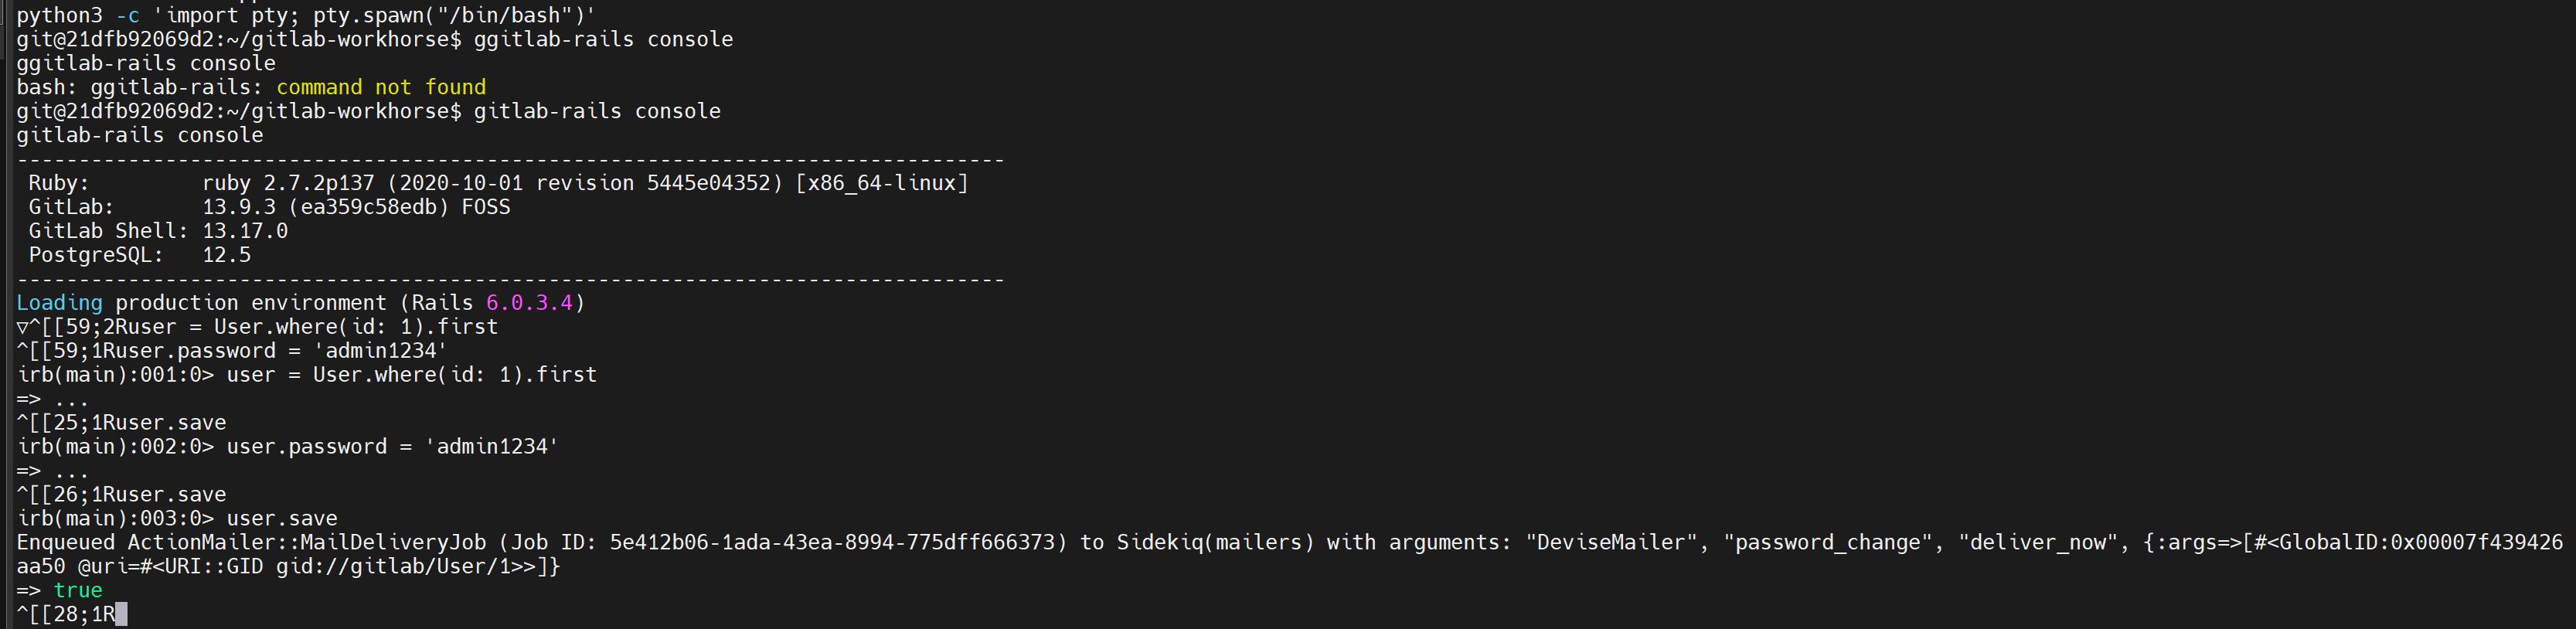 python3 -c 'import pty; pty.spawn("/bin/bash")'
git@21dfb92069d2:~/gitlab-workhorse$ ggitlab-rails console
ggitlab-rails console
bash: ggitlab-rails: command not found
git@21dfb92069d2:~/gitlab-workhorse$ gitlab-rails console
gitlab-rails console
--------------------------------------------------------------------------------
 Ruby:         ruby 2.7.2p137 (2020-10-01 revision 5445e04352) [x86_64-linux]
 GitLab:       13.9.3 (ea359c58edb) FOSS
 GitLab Shell: 13.17.0
 PostgreSQL:   12.5
--------------------------------------------------------------------------------
Loading production environment (Rails 6.0.3.4)
▽^[[59;2Ruser = User.where(id: 1).first
^[[59;1Ruser.password = 'admin1234'
irb(main):001:0> user = User.where(id: 1).first
=> ...
^[[25;1Ruser.save
irb(main):002:0> user.password = 'admin1234'
=> ...
^[[26;1Ruser.save
irb(main):003:0> user.save
Enqueued ActionMailer::MailDeliveryJob (Job ID: 5e412b06-1ada-43ea-8994-775dff666373) to Sidekiq(mailers) with arguments: "DeviseMailer", "password_change", "deliver_now", {:args=>[#<GlobalID:0x00007f439426
aa50 @uri=#<URI::GID gid://gitlab/User/1>>]}
=> true
^[[28;1R